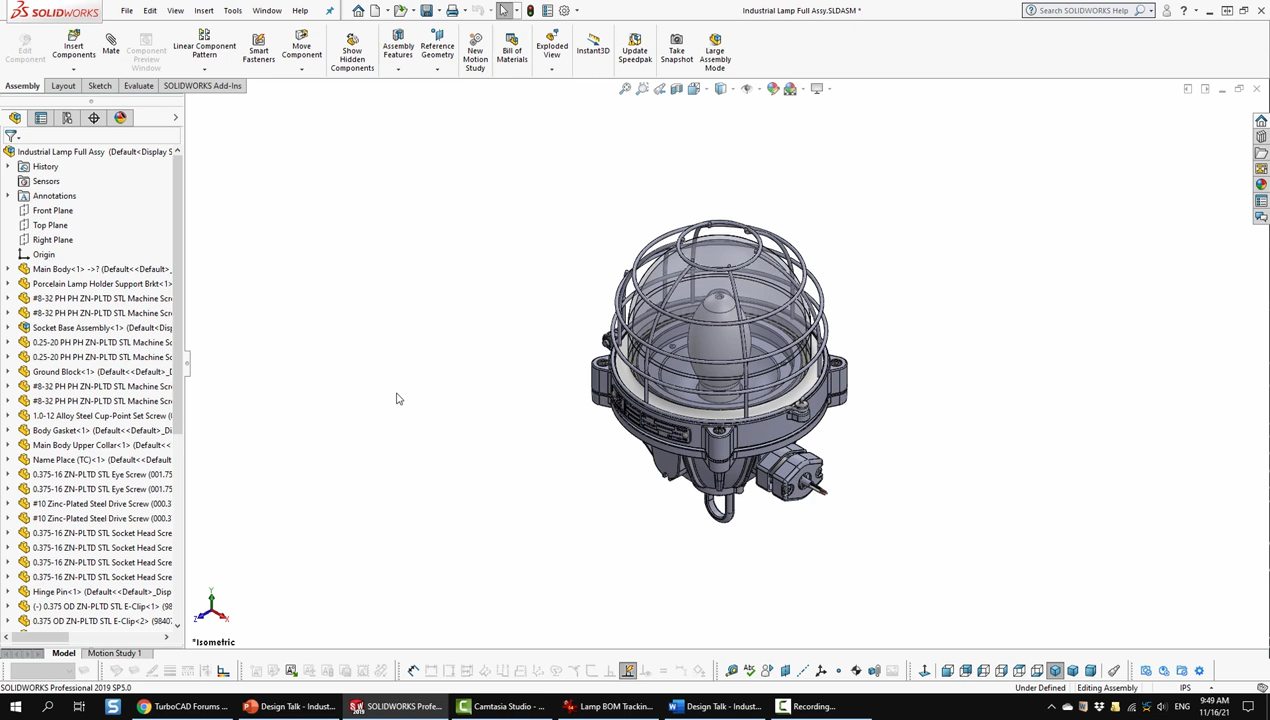 SOLIDWORKS File Edit View Insert Tools Window Help Industrial Lamp Full Assy.SLDASM * Search SOLIDWORKS Help
Edit Component
Insert Components
Mate
Component Preview Window
Linear Component Pattern
Smart Fasteners
Move Component
Show Hidden Components
Assembly Features
Reference Geometry
New Motion Study
Bill of Materials
Exploded View
Instant3D
Update Speedpak
Take Snapshot
Large Assembly Mode
Assembly Layout Sketch Evaluate SOLIDWORKS Add-Ins
Industrial Lamp Full Assy (Default<Display S
History
Sensors
Annotations
Front Plane
Top Plane
Right Plane
Origin
Main Body<1> ->? (Default<<Default>_
Porcelain Lamp Holder Support Brkt<1>
#8-32 PH PH ZN-PLTD STL Machine Scr
#8-32 PH PH ZN-PLTD STL Machine Scr
Socket Base Assembly<1> (Default<Disp
0.25-20 PH PH ZN-PLTD STL Machine S
0.25-20 PH PH ZN-PLTD STL Machine S
Ground Block<1> (Default<<Default>_D
#8-32 PH PH ZN-PLTD STL Machine Scr
#8-32 PH PH ZN-PLTD STL Machine Scr
1.0-12 Alloy Steel Cup-Point Set Screw (
Body Gasket<1> (Default<<Default>_Di
Main Body Upper Collar<1> (Default<<
Name Place (TC)<1> (Default<<Default
0.375-16 ZN-PLTD STL Eye Screw (001.75
0.375-16 ZN-PLTD STL Eye Screw (001.75
#10 Zinc-Plated Steel Drive Screw (000.3
#10 Zinc-Plated Steel Drive Screw (000.3
0.375-16 ZN-PLTD STL Socket Head Scre
0.375-16 ZN-PLTD STL Socket Head Scre
0.375-16 ZN-PLTD STL Socket Head Scre
0.375-16 ZN-PLTD STL Socket Head Scre
Hinge Pin<1> (Default<<Default>_Disp
(-) 0.375 OD ZN-PLTD STL E-Clip<1> (98
0.375 OD ZN-PLTD STL E-Clip<2> (9840
Y
Z X
*Isometric
Model Motion Study 1
SOLIDWORKS Professional 2019 SP5.0 Under Defined Editing Assembly IPS
TurboCAD Forums ... Design Talk - Indust... SOLIDWORKS Profe... Camtasia Studio - ... Lamp BOM Trackin... Design Talk - Indust... Recording... ENG 9:49 AM
11/16/21